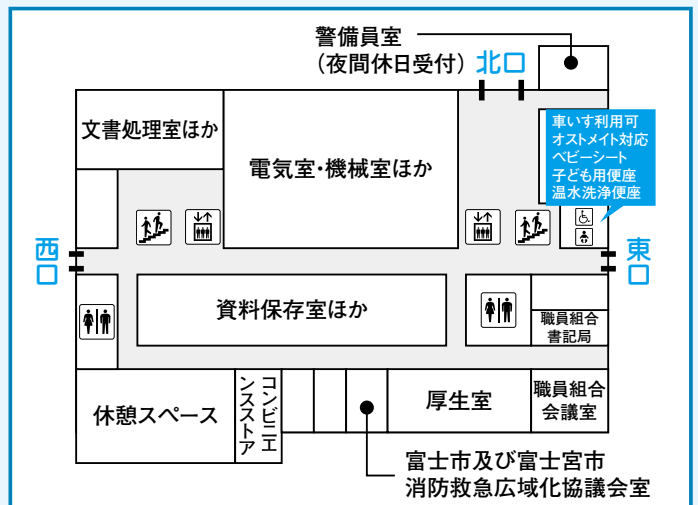 警備員室
（夜間休日受付）
北口
文書処理室ほか
電気室・機械室ほか
車いす利用可
オストメイト対応
ベビーシート
子ども用便座
温水洗浄便座
西口
東口
資料保存室ほか
職員組合
書記局
休憩スペース
コンビニエ
ンスストア
厚生室
職員組合
会議室
富士市及び富士宮市
消防救急広域化協議会室